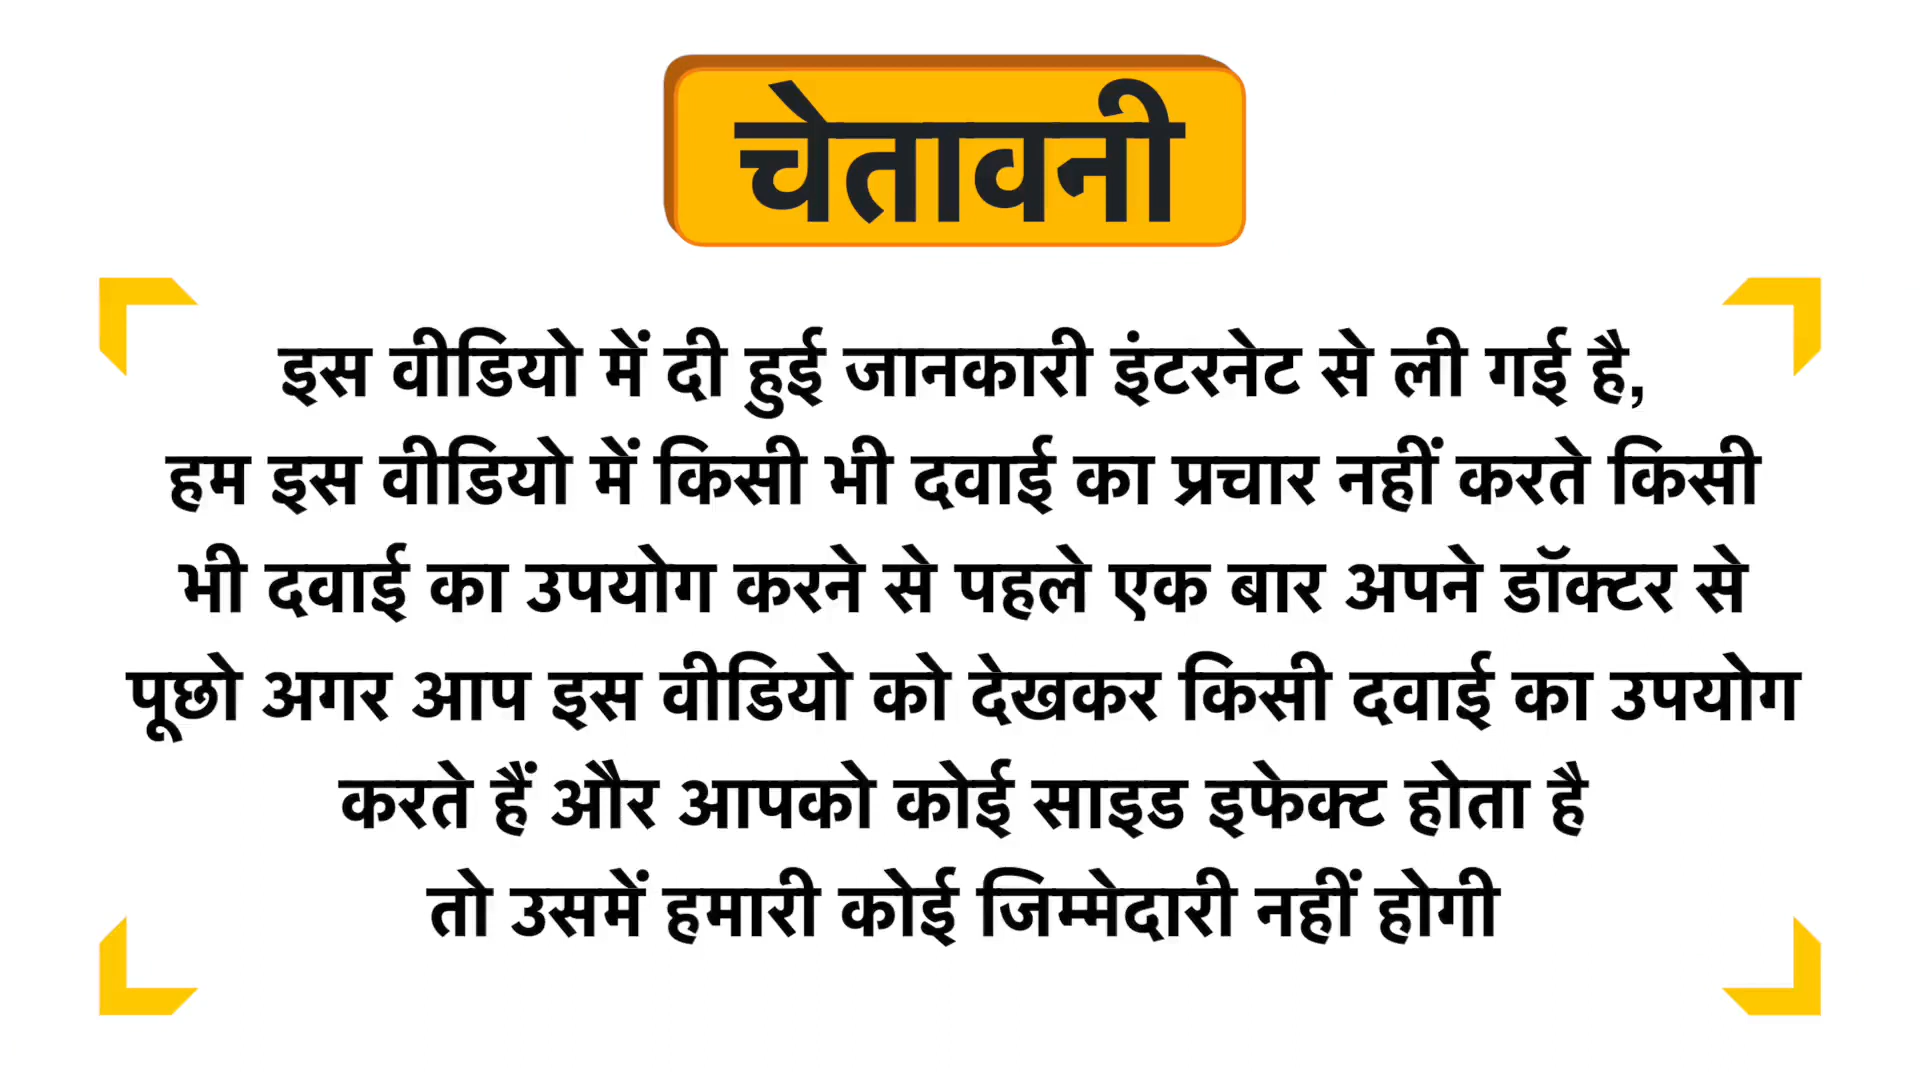 चेतावनी
इस वीडियो में दी हुई जानकारी इंटरनेट से ली गई है,
हम इस वीडियो में किसी भी दवाई का प्रचार नहीं करते किसी
भी दवाई का उपयोग करने से पहले एक बार अपने डॉक्टर से
पूछो अगर आप इस वीडियो को देखकर किसी दवाई का उपयोग
करते हैं और आपको कोई साइड इफेक्ट होता है
तो उसमें हमारी कोई जिम्मेदारी नहीं होगी